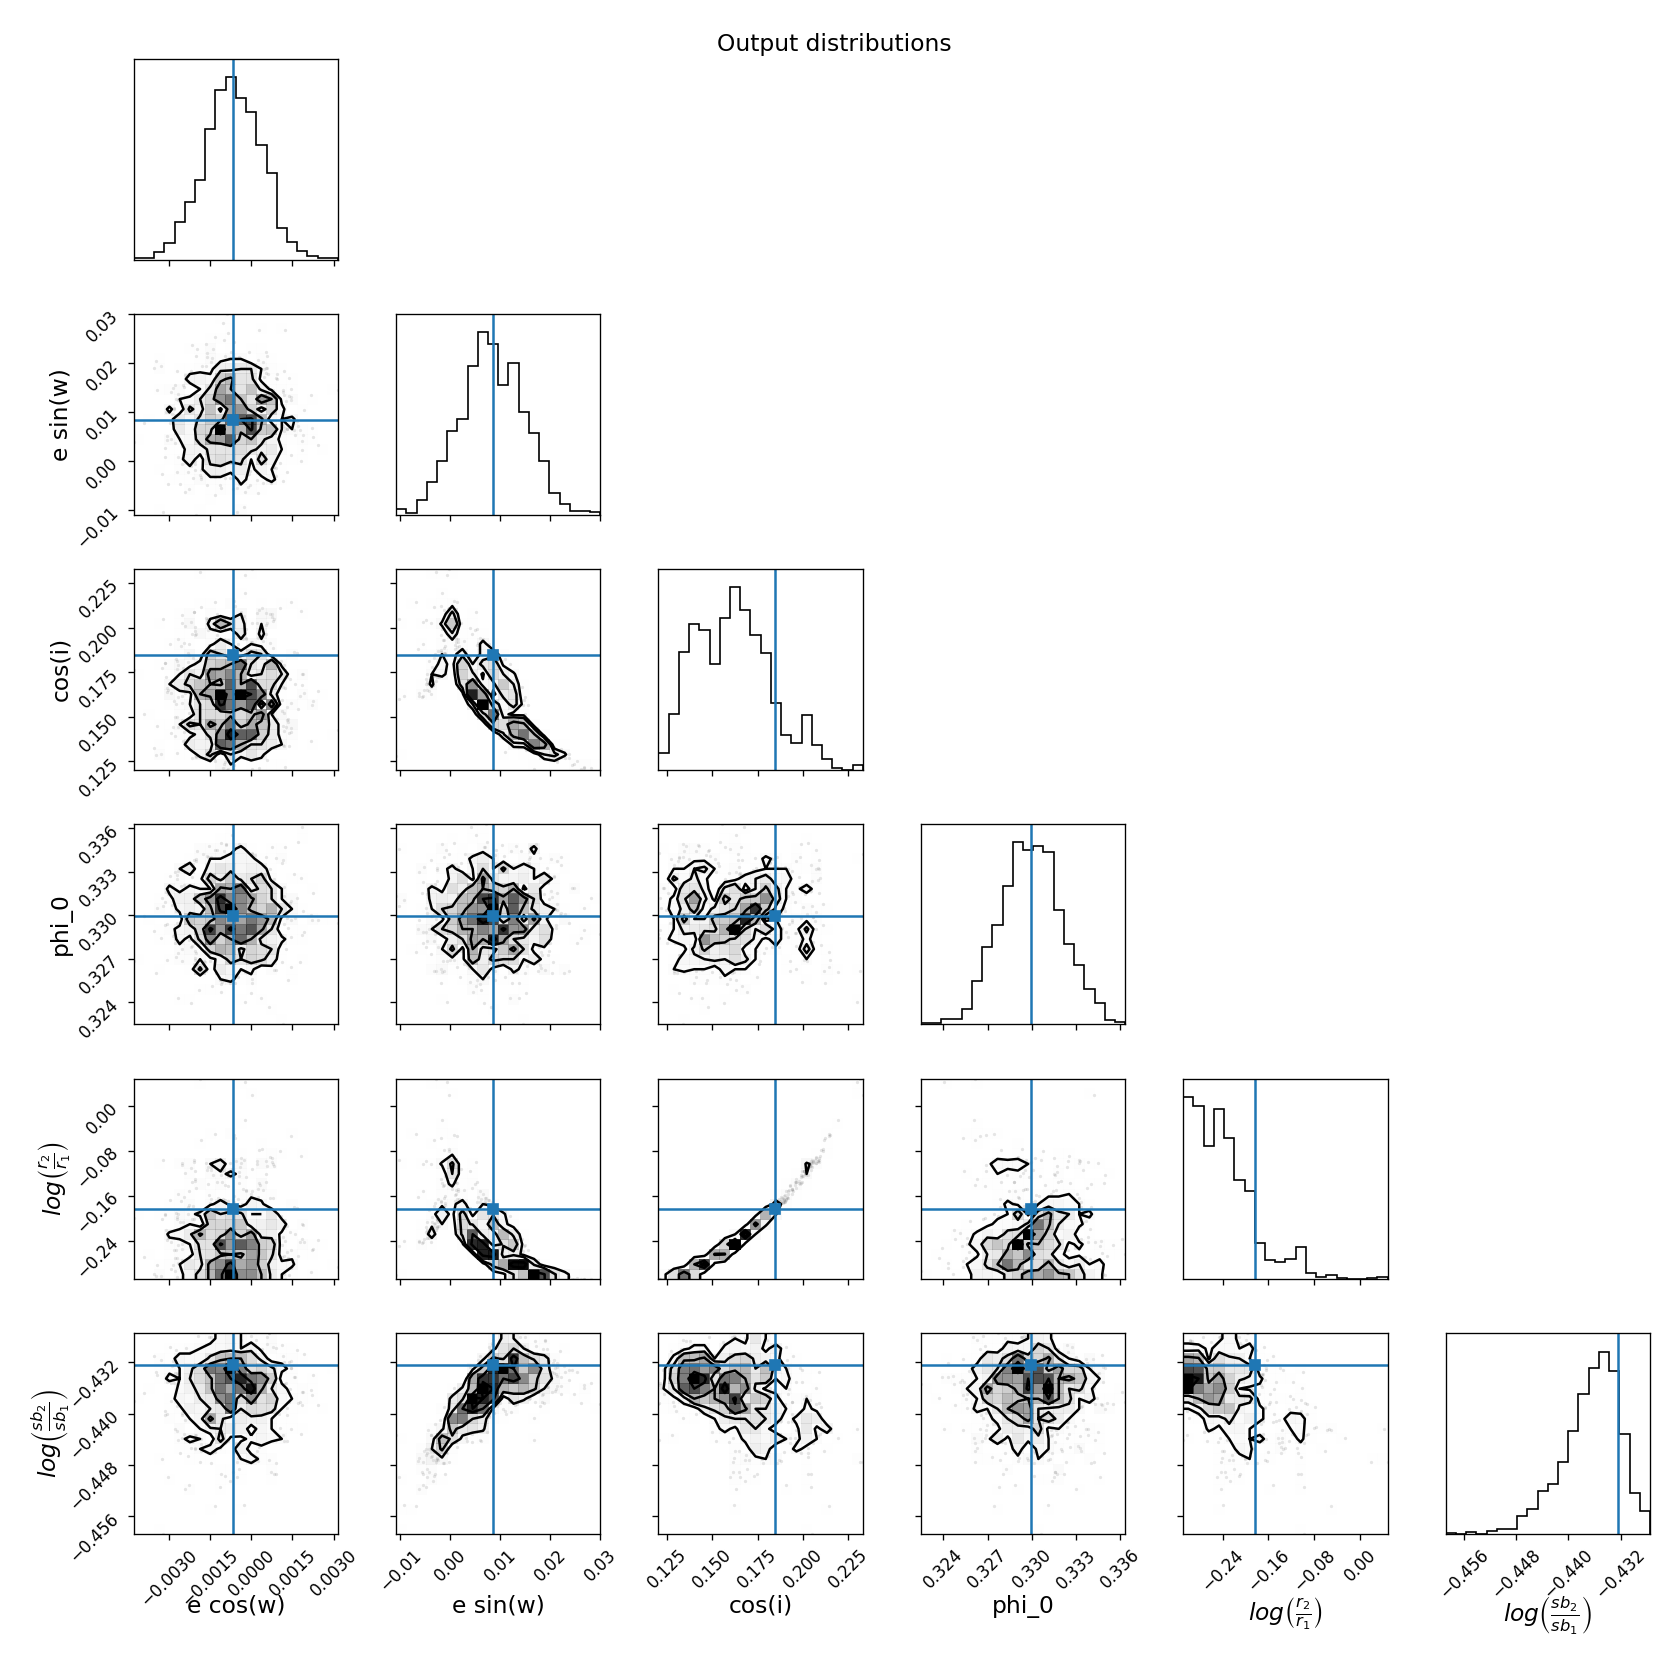 Output distributions
e sin(w)
0.03
0.02
0.01
0.00
−0.01
cos(i)
0.225
0.200
0.175
0.150
0.125
phi_0
0.336
0.333
0.330
0.327
0.324
log(r2/r1)
0.00
−0.08
−0.16
−0.24
log(sb2/sb1)
−0.432
−0.440
−0.448
−0.456
−0.0030 −0.0015 0.0000 0.0015 0.0030 −0.01 0.00 0.01 0.02 0.03 0.125 0.150 0.175 0.200 0.225 0.324 0.327 0.330 0.333 0.336 −0.24 −0.16 −0.08 0.00 −0.456 −0.448 −0.440 −0.432
e cos(w) e sin(w) cos(i) phi_0 log(r2/r1) log(sb2/sb1)